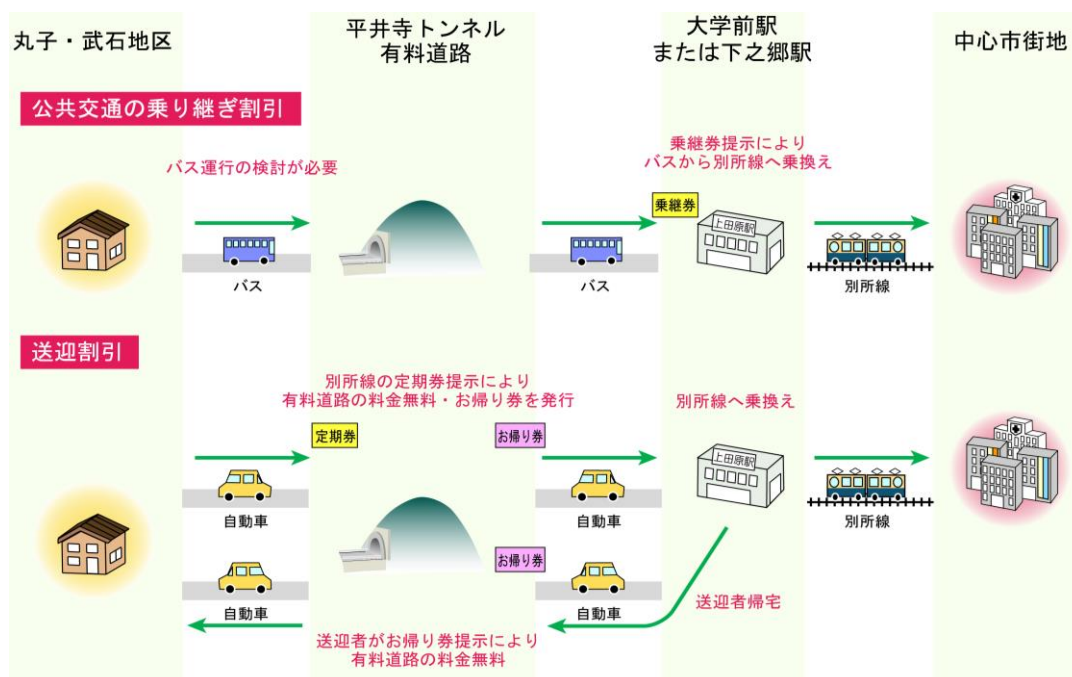 丸子・武石地区
平井寺トンネル
有料道路
大学前駅
または下之郷駅
中心市街地
公共交通の乗り継ぎ割引
バス運行の検討が必要
乗継券提示により
バスから別所線へ乗換え
乗継券
上田原駅
バス
バス
別所線
送迎割引
別所線の定期券提示により
有料道路の料金無料・お帰り券を発行
別所線へ乗換え
定期券
お帰り券
上田原駅
自動車
自動車
別所線
お帰り券
自動車
自動車
送迎者帰宅
送迎者がお帰り券提示により
有料道路の料金無料